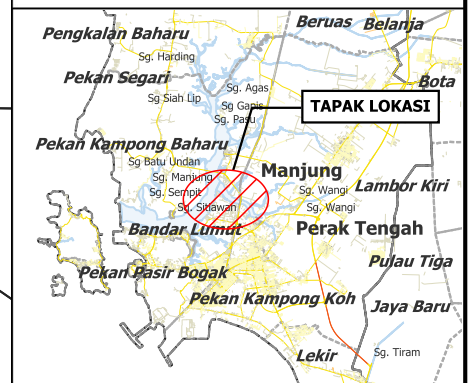 Beruas
Belanja
Pengkalan Baharu
Sg. Harding
Pekan Segari
Sg. Agas
Bota
Sg Siah Lip
Sg Gapis
TAPAK LOKASI
Sg. Pasu
Pekan Kampong Baharu
Sg Batu Undan
Manjung
Sg. Manjung
Lambor Kiri
Sg. Sempit
Sg. Wangi
Sg. Sitiawan
Sg. Wangi
Bandar Lumut
Perak Tengah
Pulau Tiga
Pekan Pasir Bogak
Pekan Kampong Koh
Jaya Baru
Lekir
Sg. Tiram